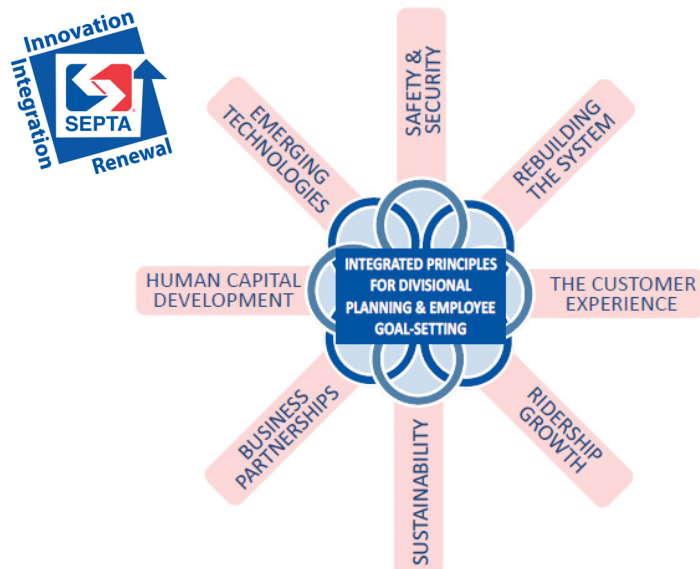 Innovation
Integration
SEPTA
Renewal
SAFETY &
SECURITY
EMERGING
TECHNOLOGIES
REBUILDING
THE SYSTEM
INTEGRATED PRINCIPLES
FOR DIVISIONAL
PLANNING & EMPLOYEE
GOAL-SETTING
HUMAN CAPITAL
DEVELOPMENT
THE CUSTOMER
EXPERIENCE
BUSINESS
PARTNERSHIPS
RIDERSHIP
GROWTH
SUSTAINABILITY